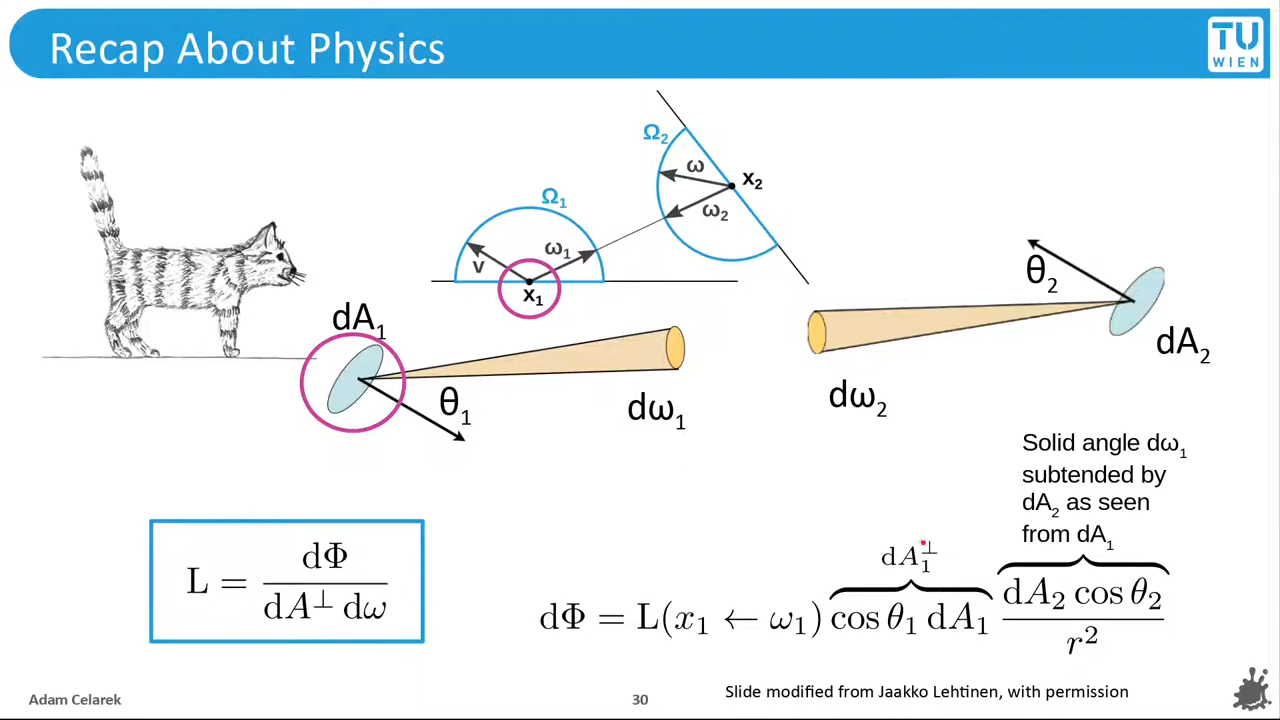 Recap About Physics
TU
WIEN
Ω₂
ω
x₂
ω₂
Ω₁
ω₁
v
x₁
θ₂
dA₁
dA₂
θ₁
dω₁
dω₂
Solid angle dω₁
subtended by
dA₂ as seen
from dA₁
L = dΦ / (dA^⊥ dω)
dA₁^⊥
dΦ = L(x₁ ← ω₁) cos θ₁ dA₁ (dA₂ cos θ₂) / r²
Adam Celarek
30
Slide modified from Jaakko Lehtinen, with permission